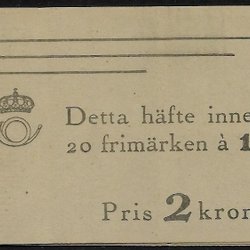 Detta häfte inne
20 frimärken à 1
Pris 2 kron